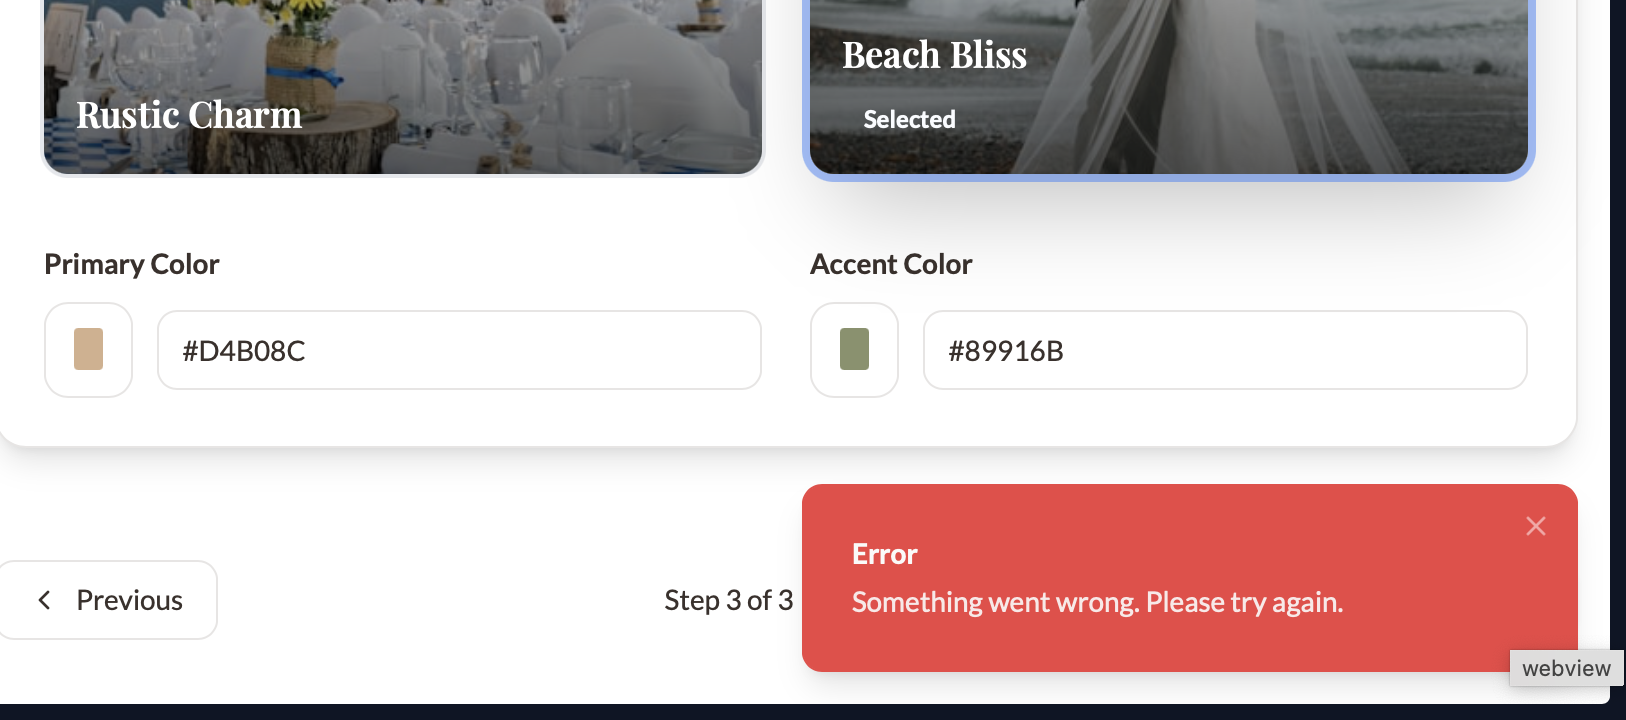 Rustic Charm
Beach Bliss
Selected
Primary Color
Accent Color
#D4B08C
#89916B
Error
Something went wrong. Please try again.
Previous
Step 3 of 3
webview